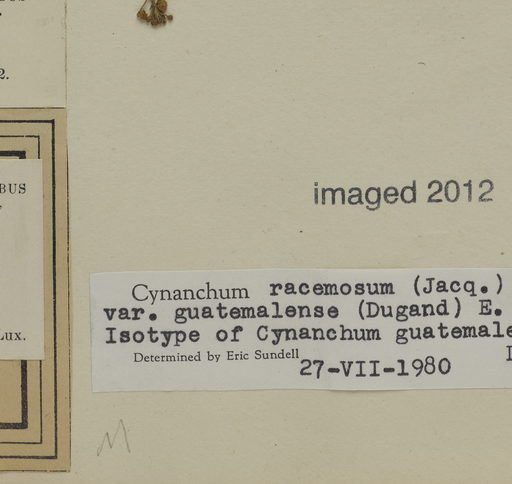 2.
BUS
Lux.
imaged 2012
Cynanchum racemosum (Jacq.)
var. guatemalense (Dugand) E.
Isotype of Cynanchum guatemale
Determined by Eric Sundell
27-VII-1980
M